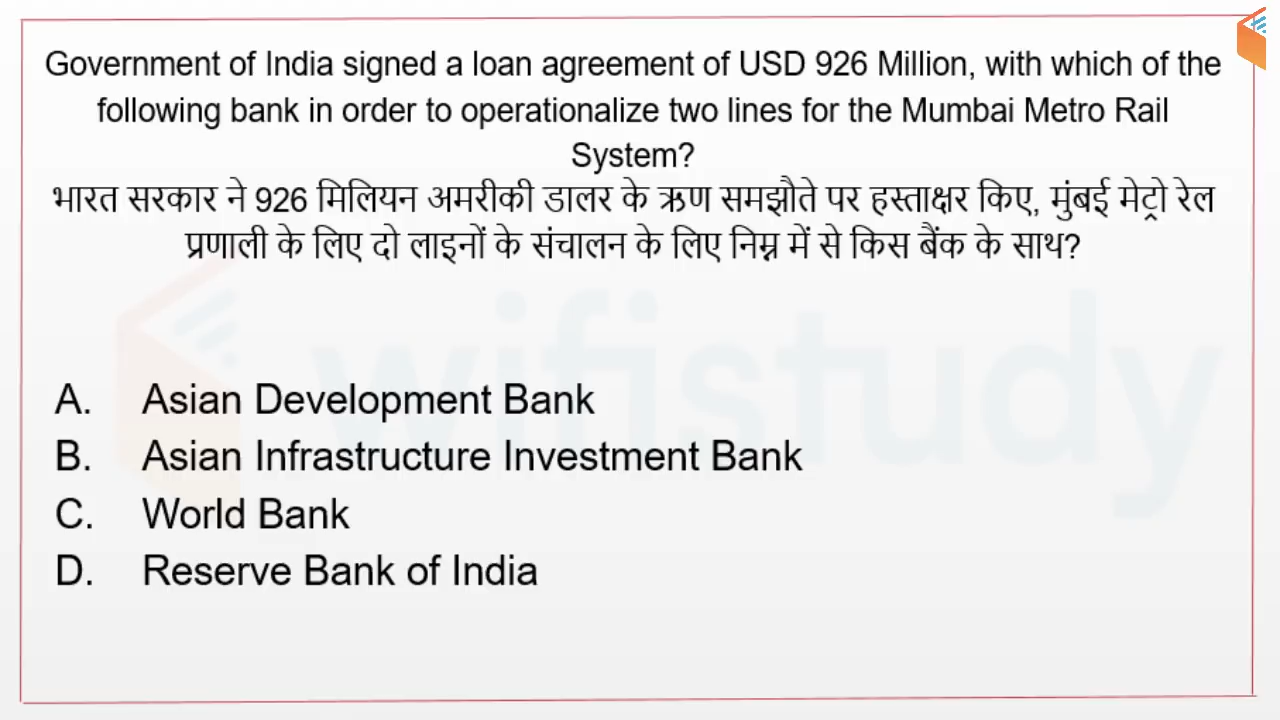 Government of India signed a loan agreement of USD 926 Million, with which of the
following bank in order to operationalize two lines for the Mumbai Metro Rail
System?
भारत सरकार ने 926 मिलियन अमरीकी डालर के ऋण समझौते पर हस्ताक्षर किए, मुंबई मेट्रो रेल
प्रणाली के लिए दो लाइनों के संचालन के लिए निम्न में से किस बैंक के साथ?
wifistudy
A. Asian Development Bank
B. Asian Infrastructure Investment Bank
C. World Bank
D. Reserve Bank of India